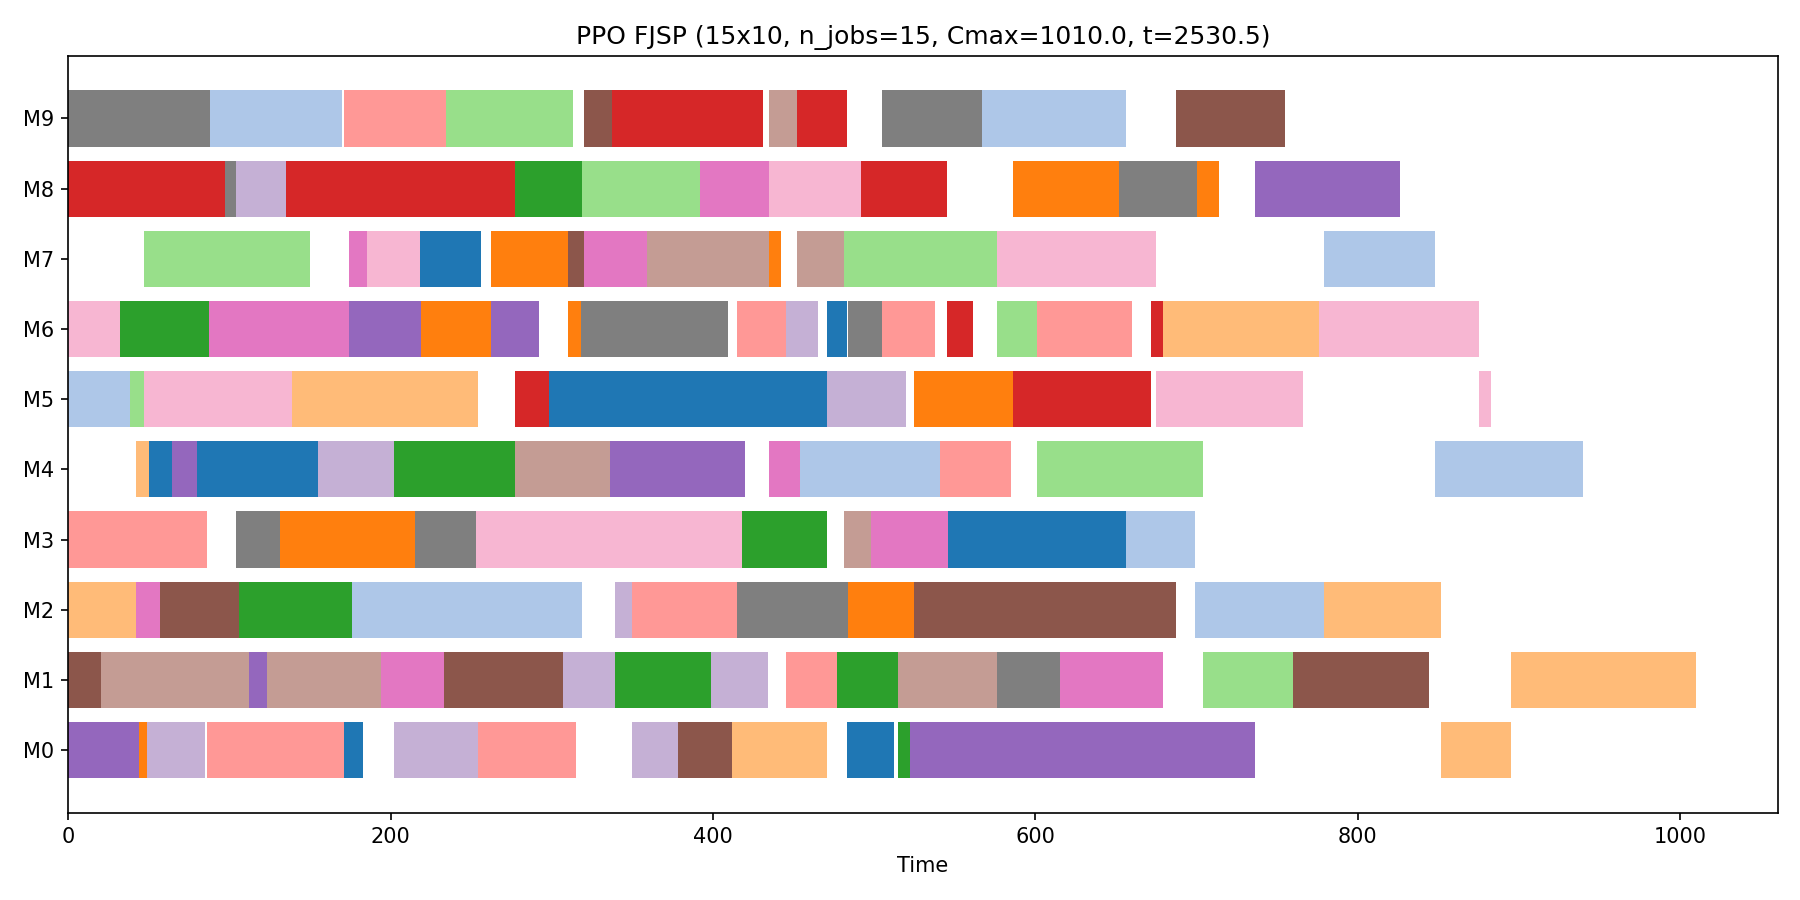 PPO FJSP (15x10, n_jobs=15, Cmax=1010.0, t=2530.5)
M9
M8
M7
M6
M5
M4
M3
M2
M1
M0
0 200 400 600 800 1000
Time